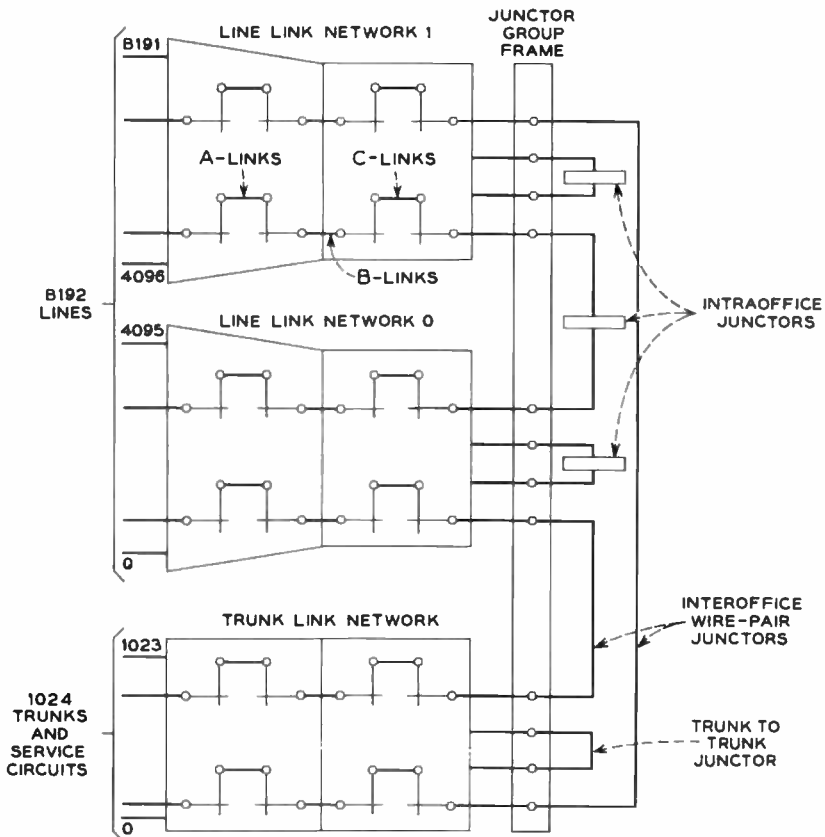 LINE LINK NETWORK 1
JUNCTOR
GROUP
FRAME
8191
A-LINKS
C-LINKS
B-LINKS
4096
8192
LINES
INTRAOFFICE
JUNCTORS
LINE LINK NETWORK 0
4095
0
INTEROFFICE
WIRE-PAIR
JUNCTORS
TRUNK LINK NETWORK
1023
1024
TRUNKS
AND
SERVICE
CIRCUITS
TRUNK TO
TRUNK
JUNCTOR
0